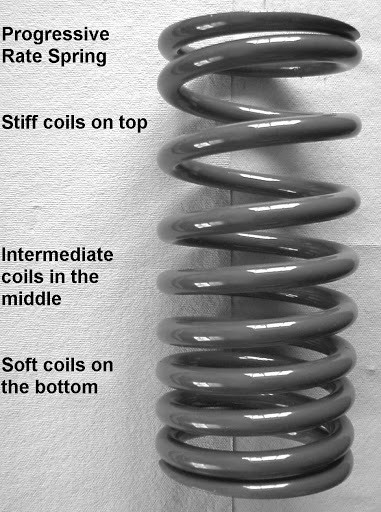 Progressive
Rate Spring
Stiff coils on top
Intermediate
coils in the
middle
Soft coils on
the bottom